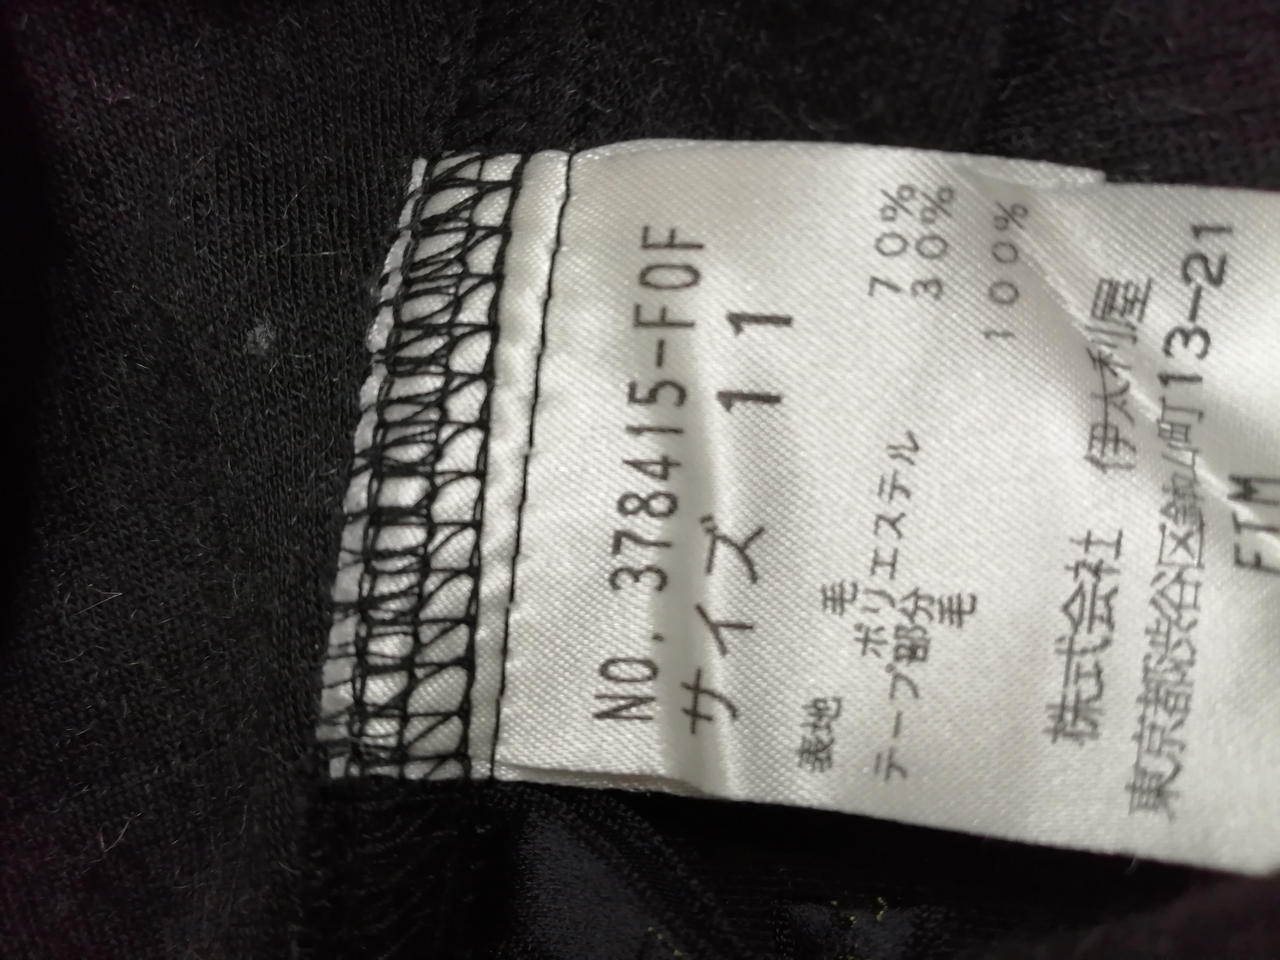 NO. 378415-F0F
サイズ 11
表地 毛 70%
ポリエステル 30%
テープ部分 毛 100%
株式会社 伊太利屋
東京都渋谷区鉢山町13-21
FTM